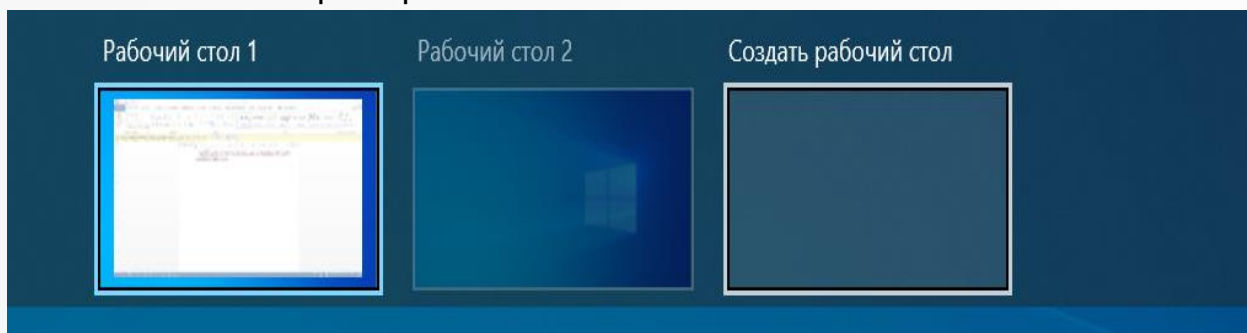 Рабочий стол 1
Рабочий стол 2
Создать рабочий стол